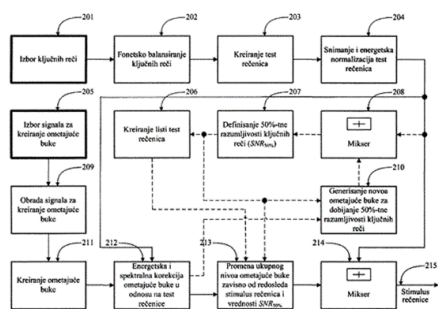 201
202
203
204
Izbor ključnih reči
Fonetsko balansiranje
ključnih reči
Kreiranje test
rečenica
Snimanje i energetska
normalizacija test
rečenica
205
206
207
208
Izbor signala za
kreiranje ometajuće
buke
Kreiranje listi test
rečenica
Definisanje 50%-tne
razumljivosti ključnih
reči (SNR50%)
Mikser
209
210
Obrada signala za
kreiranje ometajuće
buke
Generisanje nivoa
ometajuće buke za
dobijanje 50%-tne
razumljivosti ključnih
reči
211
212
213
214
215
Kreiranje ometajuće
buke
Energetska i
spektralna korekcija
ometajuće buke u
odnosu na test
rečenice
Promena ukupnog
nivoa ometajuće buke
zavisno od redosleda
stimulus rečenica i
vrednosti SNR50%
Mikser
Stimulus
rečenice